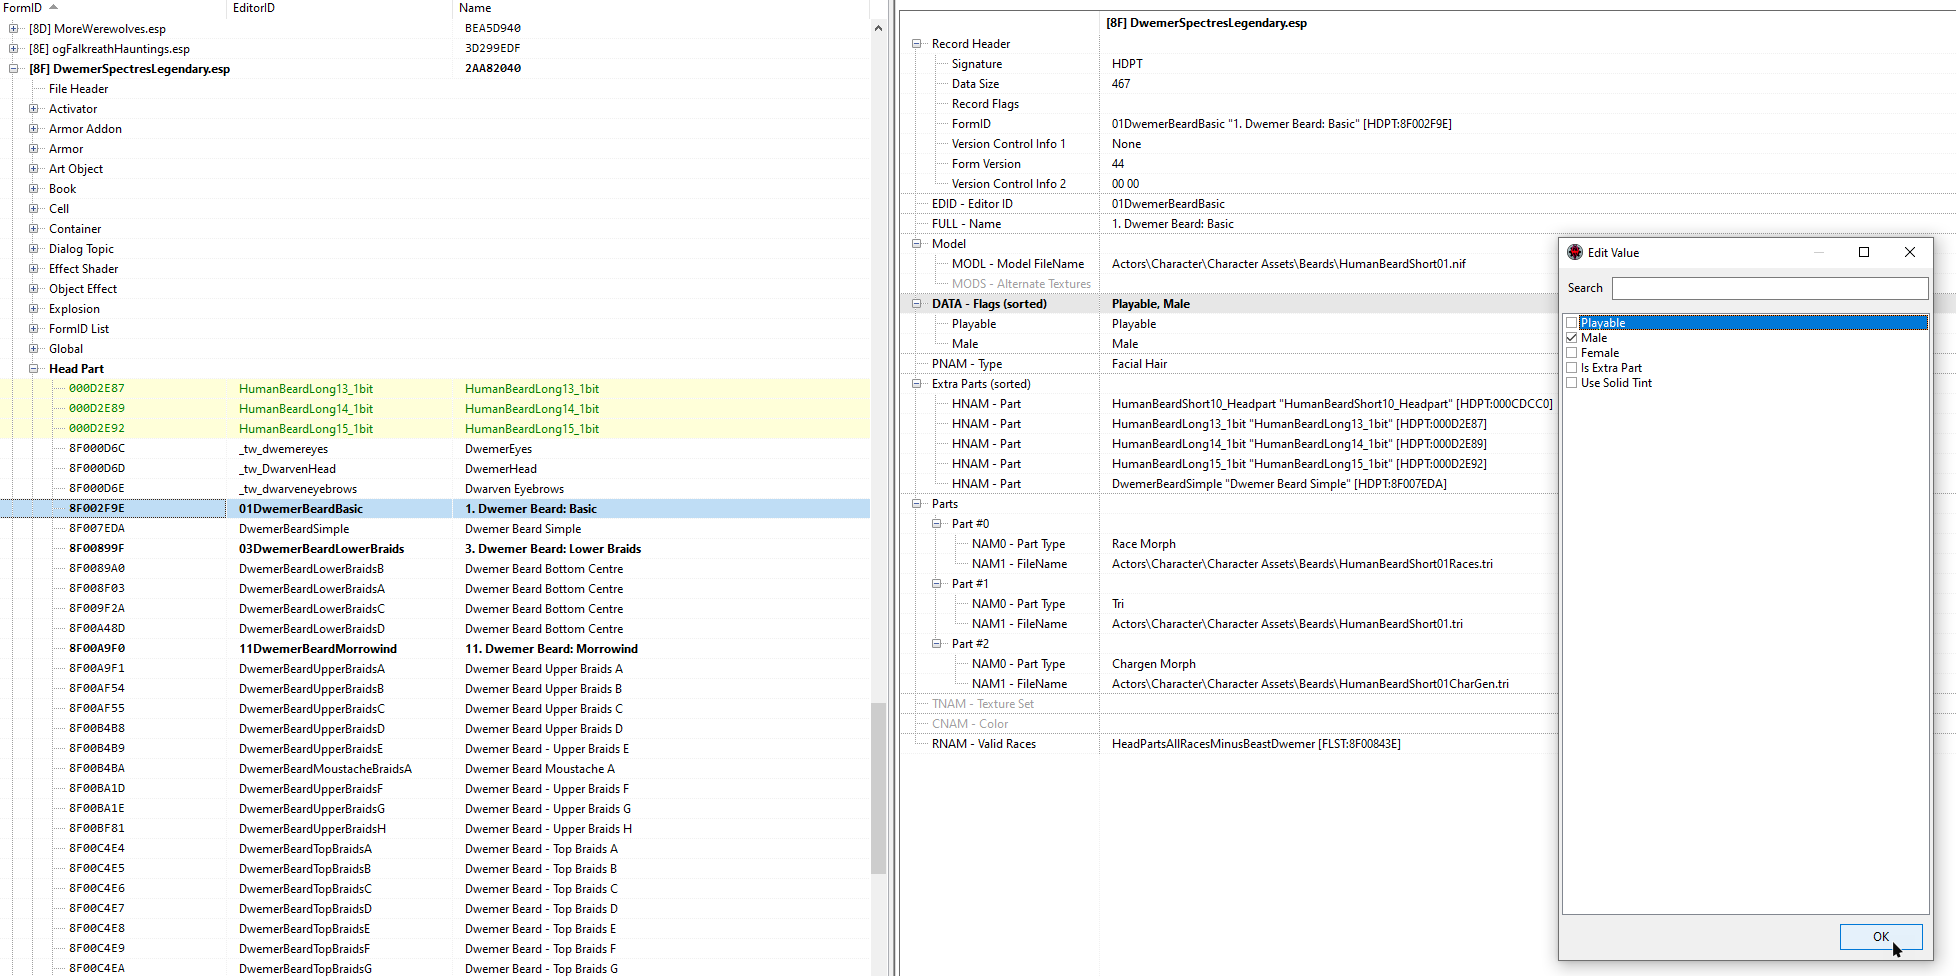 FormID EditorID Name
[8D] MoreWerewolves.esp BEA5D940
[8E] ogFalkreathHauntings.esp 3D299EDF
[8F] DwemerSpectresLegendary.esp 2AA82040
File Header
Activator
Armor Addon
Armor
Art Object
Book
Cell
Container
Dialog Topic
Effect Shader
Object Effect
Explosion
FormID List
Global
Head Part
000D2E87 HumanBeardLong13_1bit HumanBeardLong13_1bit
000D2E89 HumanBeardLong14_1bit HumanBeardLong14_1bit
000D2E92 HumanBeardLong15_1bit HumanBeardLong15_1bit
8F000D6C _tw_dwemereyes DwemerEyes
8F000D6D _tw_DwarvenHead DwemerHead
8F000D6E _tw_dwarveneyebrows Dwarven Eyebrows
8F002F9E 01DwemerBeardBasic 1. Dwemer Beard: Basic
8F007EDA DwemerBeardSimple Dwemer Beard Simple
8F00899F 03DwemerBeardLowerBraids 3. Dwemer Beard: Lower Braids
8F0089A0 DwemerBeardLowerBraidsB Dwemer Beard Bottom Centre
8F008F03 DwemerBeardLowerBraidsA Dwemer Beard Bottom Centre
8F009F2A DwemerBeardLowerBraidsC Dwemer Beard Bottom Centre
8F00A48D DwemerBeardLowerBraidsD Dwemer Beard Bottom Centre
8F00A9F0 11DwemerBeardMorrowind 11. Dwemer Beard: Morrowind
8F00A9F1 DwemerBeardUpperBraidsA Dwemer Beard Upper Braids A
8F00AF54 DwemerBeardUpperBraidsB Dwemer Beard Upper Braids B
8F00AF55 DwemerBeardUpperBraidsC Dwemer Beard Upper Braids C
8F00B4B8 DwemerBeardUpperBraidsD Dwemer Beard Upper Braids D
8F00B4B9 DwemerBeardUpperBraidsE Dwemer Beard - Upper Braids E
8F00B4BA DwemerBeardMoustacheBraidsA Dwemer Beard Moustache A
8F00BA1D DwemerBeardUpperBraidsF Dwemer Beard - Upper Braids F
8F00BA1E DwemerBeardUpperBraidsG Dwemer Beard - Upper Braids G
8F00BF81 DwemerBeardUpperBraidsH Dwemer Beard - Upper Braids H
8F00C4E4 DwemerBeardTopBraidsA Dwemer Beard - Top Braids A
8F00C4E5 DwemerBeardTopBraidsB Dwemer Beard - Top Braids B
8F00C4E6 DwemerBeardTopBraidsC Dwemer Beard - Top Braids C
8F00C4E7 DwemerBeardTopBraidsD Dwemer Beard - Top Braids D
8F00C4E8 DwemerBeardTopBraidsE Dwemer Beard - Top Braids E
8F00C4E9 DwemerBeardTopBraidsF Dwemer Beard - Top Braids F
8F00C4EA DwemerBeardTopBraidsG Dwemer Beard - Top Braids G
[8F] DwemerSpectresLegendary.esp
Record Header
Signature HDPT
Data Size 467
Record Flags
FormID 01DwemerBeardBasic "1. Dwemer Beard: Basic" [HDPT:8F002F9E]
Version Control Info 1 None
Form Version 44
Version Control Info 2 00 00
EDID - Editor ID 01DwemerBeardBasic
FULL - Name 1. Dwemer Beard: Basic
Model
MODL - Model FileName Actors\Character\Character Assets\Beards\HumanBeardShort01.nif
MODS - Alternate Textures
DATA - Flags (sorted) Playable, Male
Playable Playable
Male Male
PNAM - Type Facial Hair
Extra Parts (sorted)
HNAM - Part HumanBeardShort10_Headpart "HumanBeardShort10_Headpart" [HDPT:000CDCC0]
HNAM - Part HumanBeardLong13_1bit "HumanBeardLong13_1bit" [HDPT:000D2E87]
HNAM - Part HumanBeardLong14_1bit "HumanBeardLong14_1bit" [HDPT:000D2E89]
HNAM - Part HumanBeardLong15_1bit "HumanBeardLong15_1bit" [HDPT:000D2E92]
HNAM - Part DwemerBeardSimple "Dwemer Beard Simple" [HDPT:8F007EDA]
Parts
Part #0
NAM0 - Part Type Race Morph
NAM1 - FileName Actors\Character\Character Assets\Beards\HumanBeardShort01Races.tri
Part #1
NAM0 - Part Type Tri
NAM1 - FileName Actors\Character\Character Assets\Beards\HumanBeardShort01.tri
Part #2
NAM0 - Part Type Chargen Morph
NAM1 - FileName Actors\Character\Character Assets\Beards\HumanBeardShort01CharGen.tri
TNAM - Texture Set
CNAM - Color
RNAM - Valid Races HeadPartsAllRacesMinusBeastDwemer [FLST:8F00843E]
Edit Value
Search
Playable
Male
Female
Is Extra Part
Use Solid Tint
OK